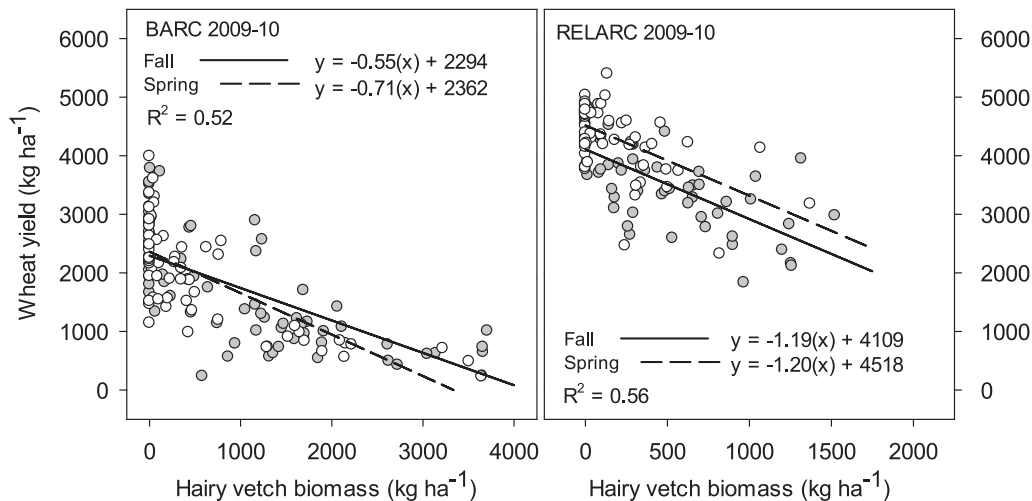 BARC 2009-10
Fall y = -0.55(x) + 2294
Spring y = -0.71(x) + 2362
R² = 0.52
Wheat yield (kg ha⁻¹)
6000
5000
4000
3000
2000
1000
0
0 1000 2000 3000 4000
Hairy vetch biomass (kg ha⁻¹)
RELARC 2009-10
Fall y = -1.19(x) + 4109
Spring y = -1.20(x) + 4518
R² = 0.56
6000
5000
4000
3000
2000
1000
0
0 500 1000 1500 2000
Hairy vetch biomass (kg ha⁻¹)